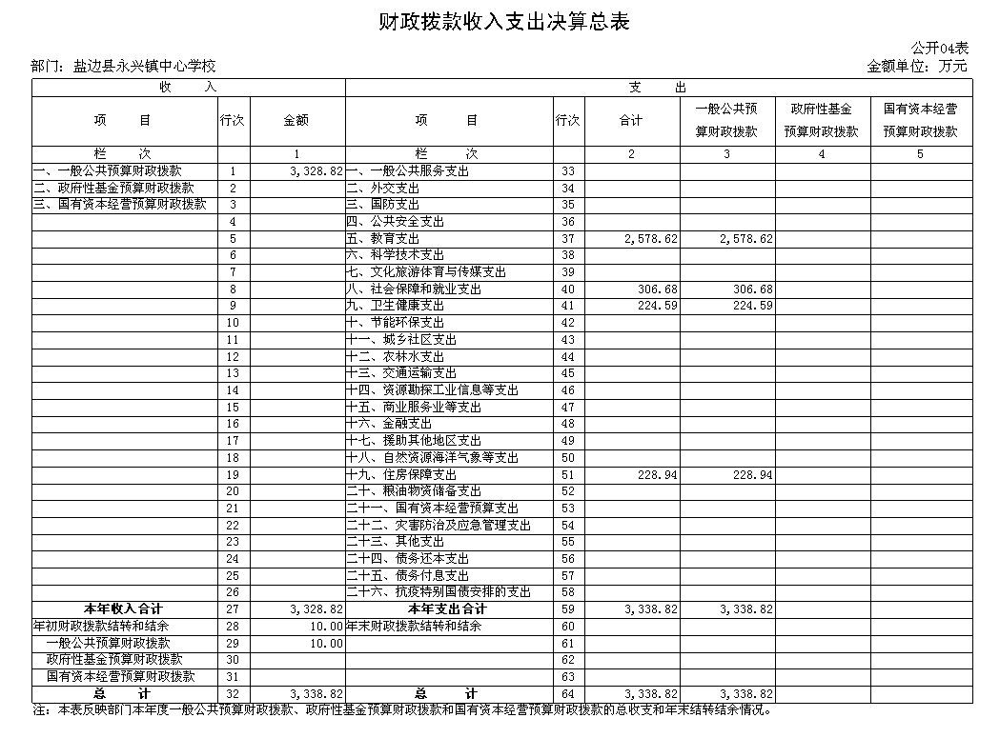 财政拨款收入支出决算总表
公开04表
部门：盐边县永兴镇中心学校 金额单位：万元
收 入 支 出
项 目 行次 金额 项 目 行次 合计 一般公共预算财政拨款 政府性基金预算财政拨款 国有资本经营预算财政拨款
栏 次 1 栏 次 2 3 4 5
一、一般公共预算财政拨款 1 3,328.82 一、一般公共服务支出 33
二、政府性基金预算财政拨款 2 二、外交支出 34
三、国有资本经营预算财政拨款 3 三、国防支出 35
4 四、公共安全支出 36
5 五、教育支出 37 2,578.62 2,578.62
6 六、科学技术支出 38
7 七、文化旅游体育与传媒支出 39
8 八、社会保障和就业支出 40 306.68 306.68
9 九、卫生健康支出 41 224.59 224.59
10 十、节能环保支出 42
11 十一、城乡社区支出 43
12 十二、农林水支出 44
13 十三、交通运输支出 45
14 十四、资源勘探工业信息等支出 46
15 十五、商业服务业等支出 47
16 十六、金融支出 48
17 十七、援助其他地区支出 49
18 十八、自然资源海洋气象等支出 50
19 十九、住房保障支出 51 228.94 228.94
20 二十、粮油物资储备支出 52
21 二十一、国有资本经营预算支出 53
22 二十二、灾害防治及应急管理支出 54
23 二十三、其他支出 55
24 二十四、债务还本支出 56
25 二十五、债务付息支出 57
26 二十六、抗疫特别国债安排的支出 58
本年收入合计 27 3,328.82 本年支出合计 59 3,338.82 3,338.82
年初财政拨款结转和结余 28 10.00 年末财政拨款结转和结余 60
一般公共预算财政拨款 29 10.00 61
政府性基金预算财政拨款 30 62
国有资本经营预算财政拨款 31 63
总 计 32 3,338.82 总 计 64 3,338.82 3,338.82
注：本表反映部门本年度一般公共预算财政拨款、政府性基金预算财政拨款和国有资本经营预算财政拨款的总收支和年末结转结余情况。